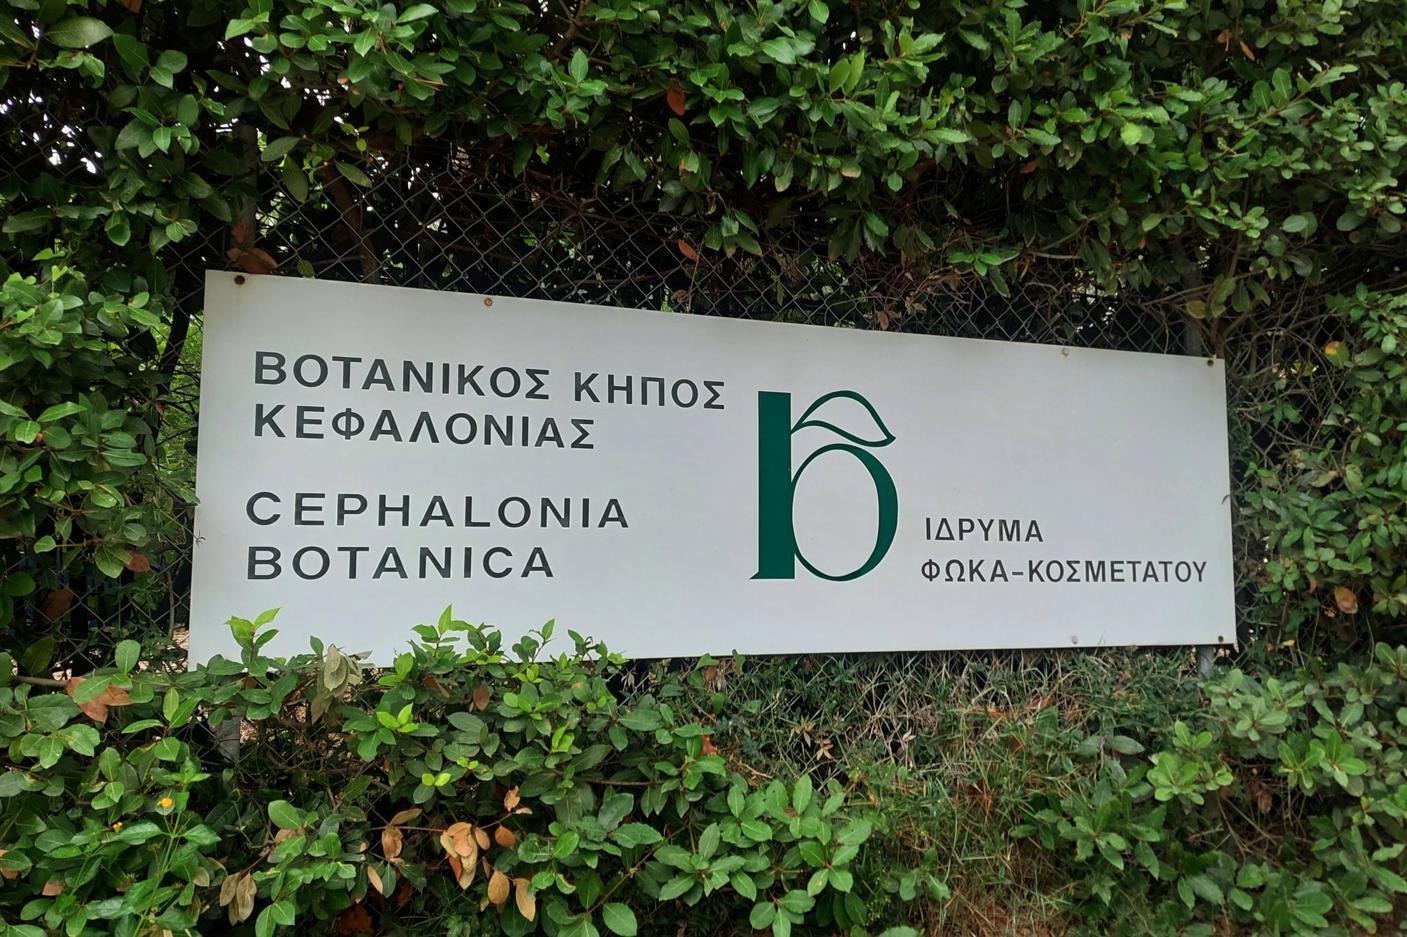 ΒΟΤΑΝΙΚΟΣ ΚΗΠΟΣ
ΚΕΦΑΛΟΝΙΑΣ
CEPHALONIA
BOTANICA
b
ΙΔΡΥΜΑ
ΦΩΚΑ-ΚΟΣΜΕΤΑΤΟΥ